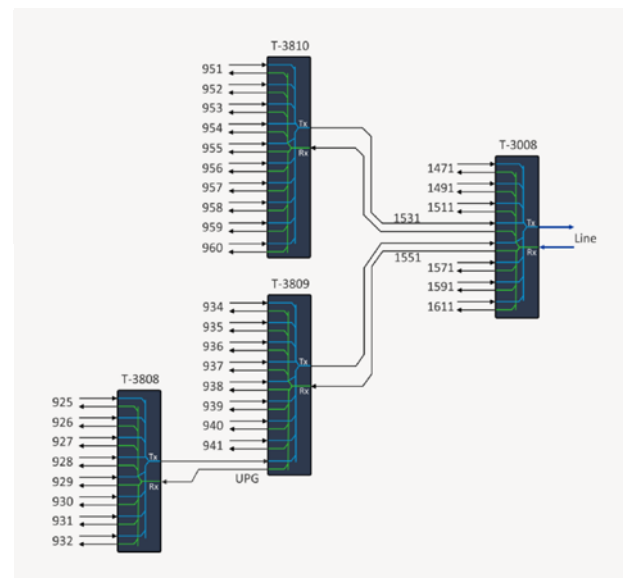 T-3810
951
952
953
954
955
956
957
958
959
960
Tx
Rx
T-3008
1471
1491
1511
1531
1551
1571
1591
1611
Tx
Rx
Line
T-3809
934
935
936
937
938
939
940
941
Tx
Rx
UPG
T-3808
925
926
927
928
929
930
931
932
Tx
Rx